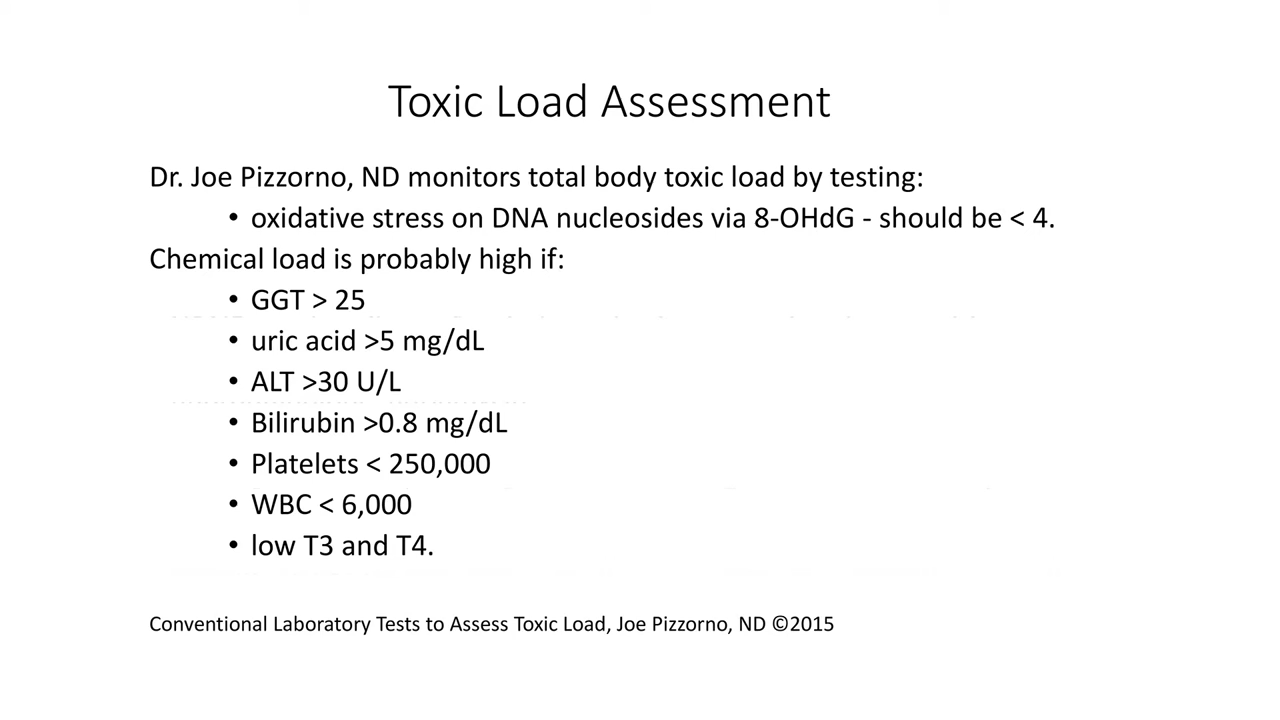 Toxic Load Assessment
Dr. Joe Pizzorno, ND monitors total body toxic load by testing:
• oxidative stress on DNA nucleosides via 8-OHdG - should be < 4.
Chemical load is probably high if:
• GGT > 25
• uric acid >5 mg/dL
• ALT >30 U/L
• Bilirubin >0.8 mg/dL
• Platelets < 250,000
• WBC < 6,000
• low T3 and T4.
Conventional Laboratory Tests to Assess Toxic Load, Joe Pizzorno, ND ©2015